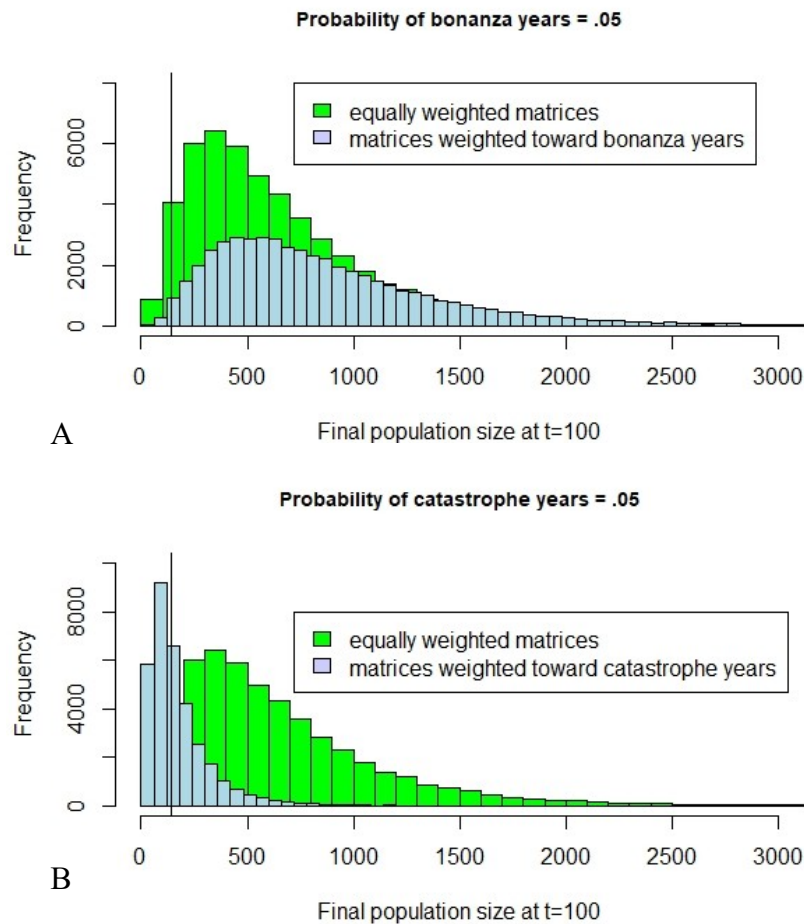 Probability of bonanza years = .05
equally weighted matrices
matrices weighted toward bonanza years
Frequency
0 2000 6000
0 500 1000 1500 2000 2500 3000
Final population size at t=100
A
Probability of catastrophe years = .05
equally weighted matrices
matrices weighted toward catastrophe years
Frequency
0 4000 8000
0 500 1000 1500 2000 2500 3000
Final population size at t=100
B